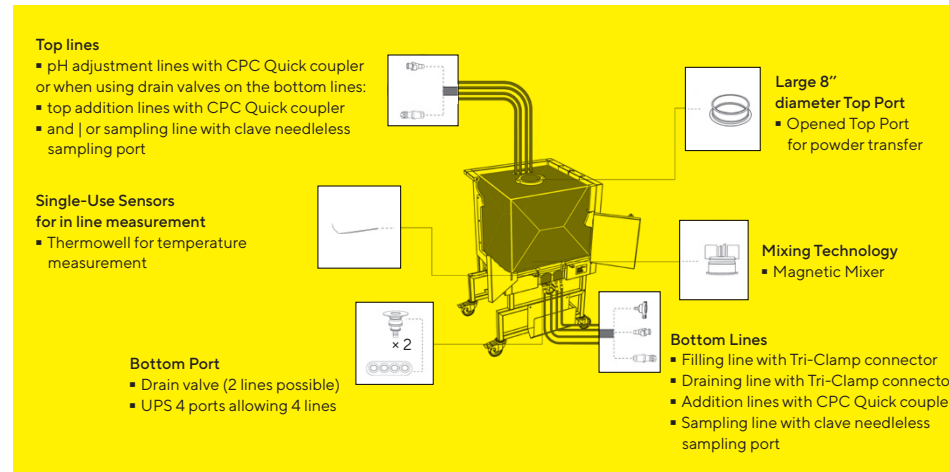 Top lines
▪ pH adjustment lines with CPC Quick coupler
or when using drain valves on the bottom lines:
▪ top addition lines with CPC Quick coupler
▪ and | or sampling line with clave needleless
sampling port
Single-Use Sensors
for in line measurement
▪ Thermowell for temperature
measurement
× 2
Bottom Port
▪ Drain valve (2 lines possible)
▪ UPS 4 ports allowing 4 lines
Large 8″
diameter Top Port
▪ Opened Top Port
for powder transfer
Mixing Technology
▪ Magnetic Mixer
Bottom Lines
▪ Filling line with Tri-Clamp connector
▪ Draining line with Tri-Clamp connecto
▪ Addition lines with CPC Quick couple
▪ Sampling line with clave needleless
sampling port